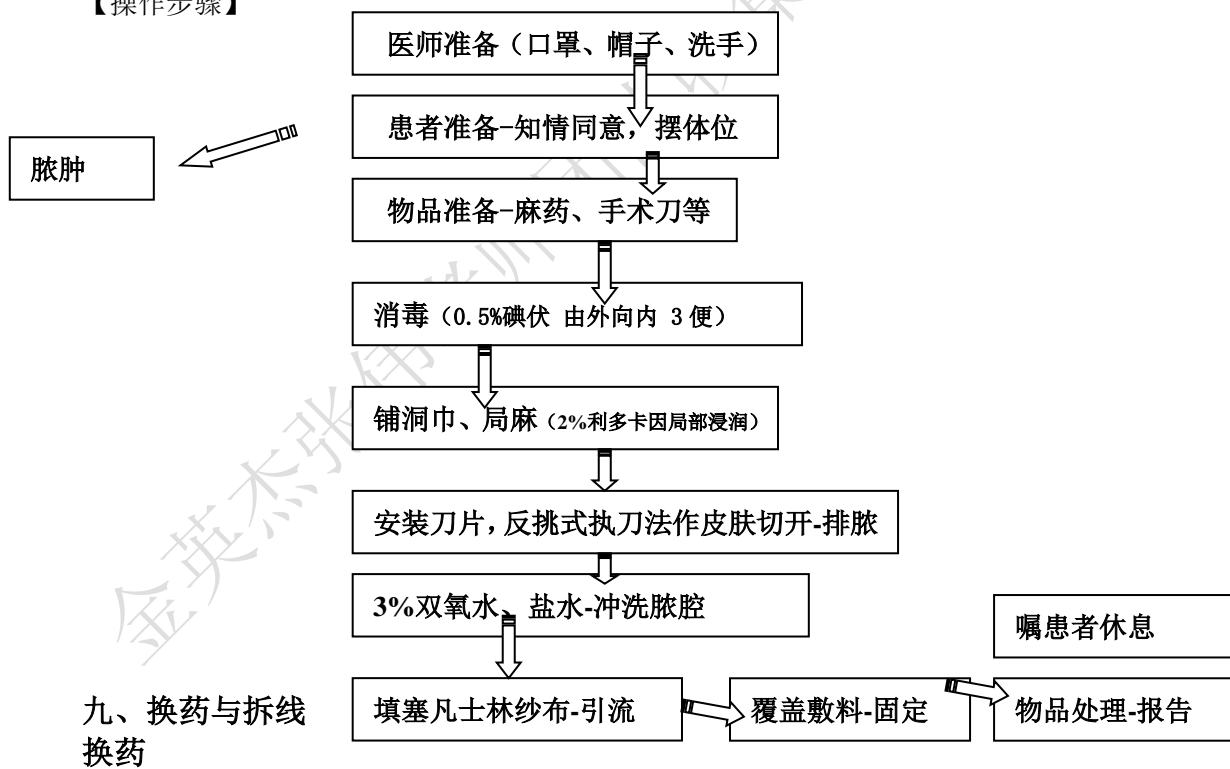 【操作步骤】
医师准备（口罩、帽子、洗手）
患者准备-知情同意，摆体位
脓肿
物品准备-麻药、手术刀等
消毒（0.5%碘伏 由外向内 3 便）
铺洞巾、局麻（2%利多卡因局部浸润）
安装刀片，反挑式执刀法作皮肤切开-排脓
3%双氧水、盐水-冲洗脓腔
嘱患者休息
填塞凡士林纱布-引流
覆盖敷料-固定
物品处理-报告
九、换药与拆线
换药
金英杰张伟